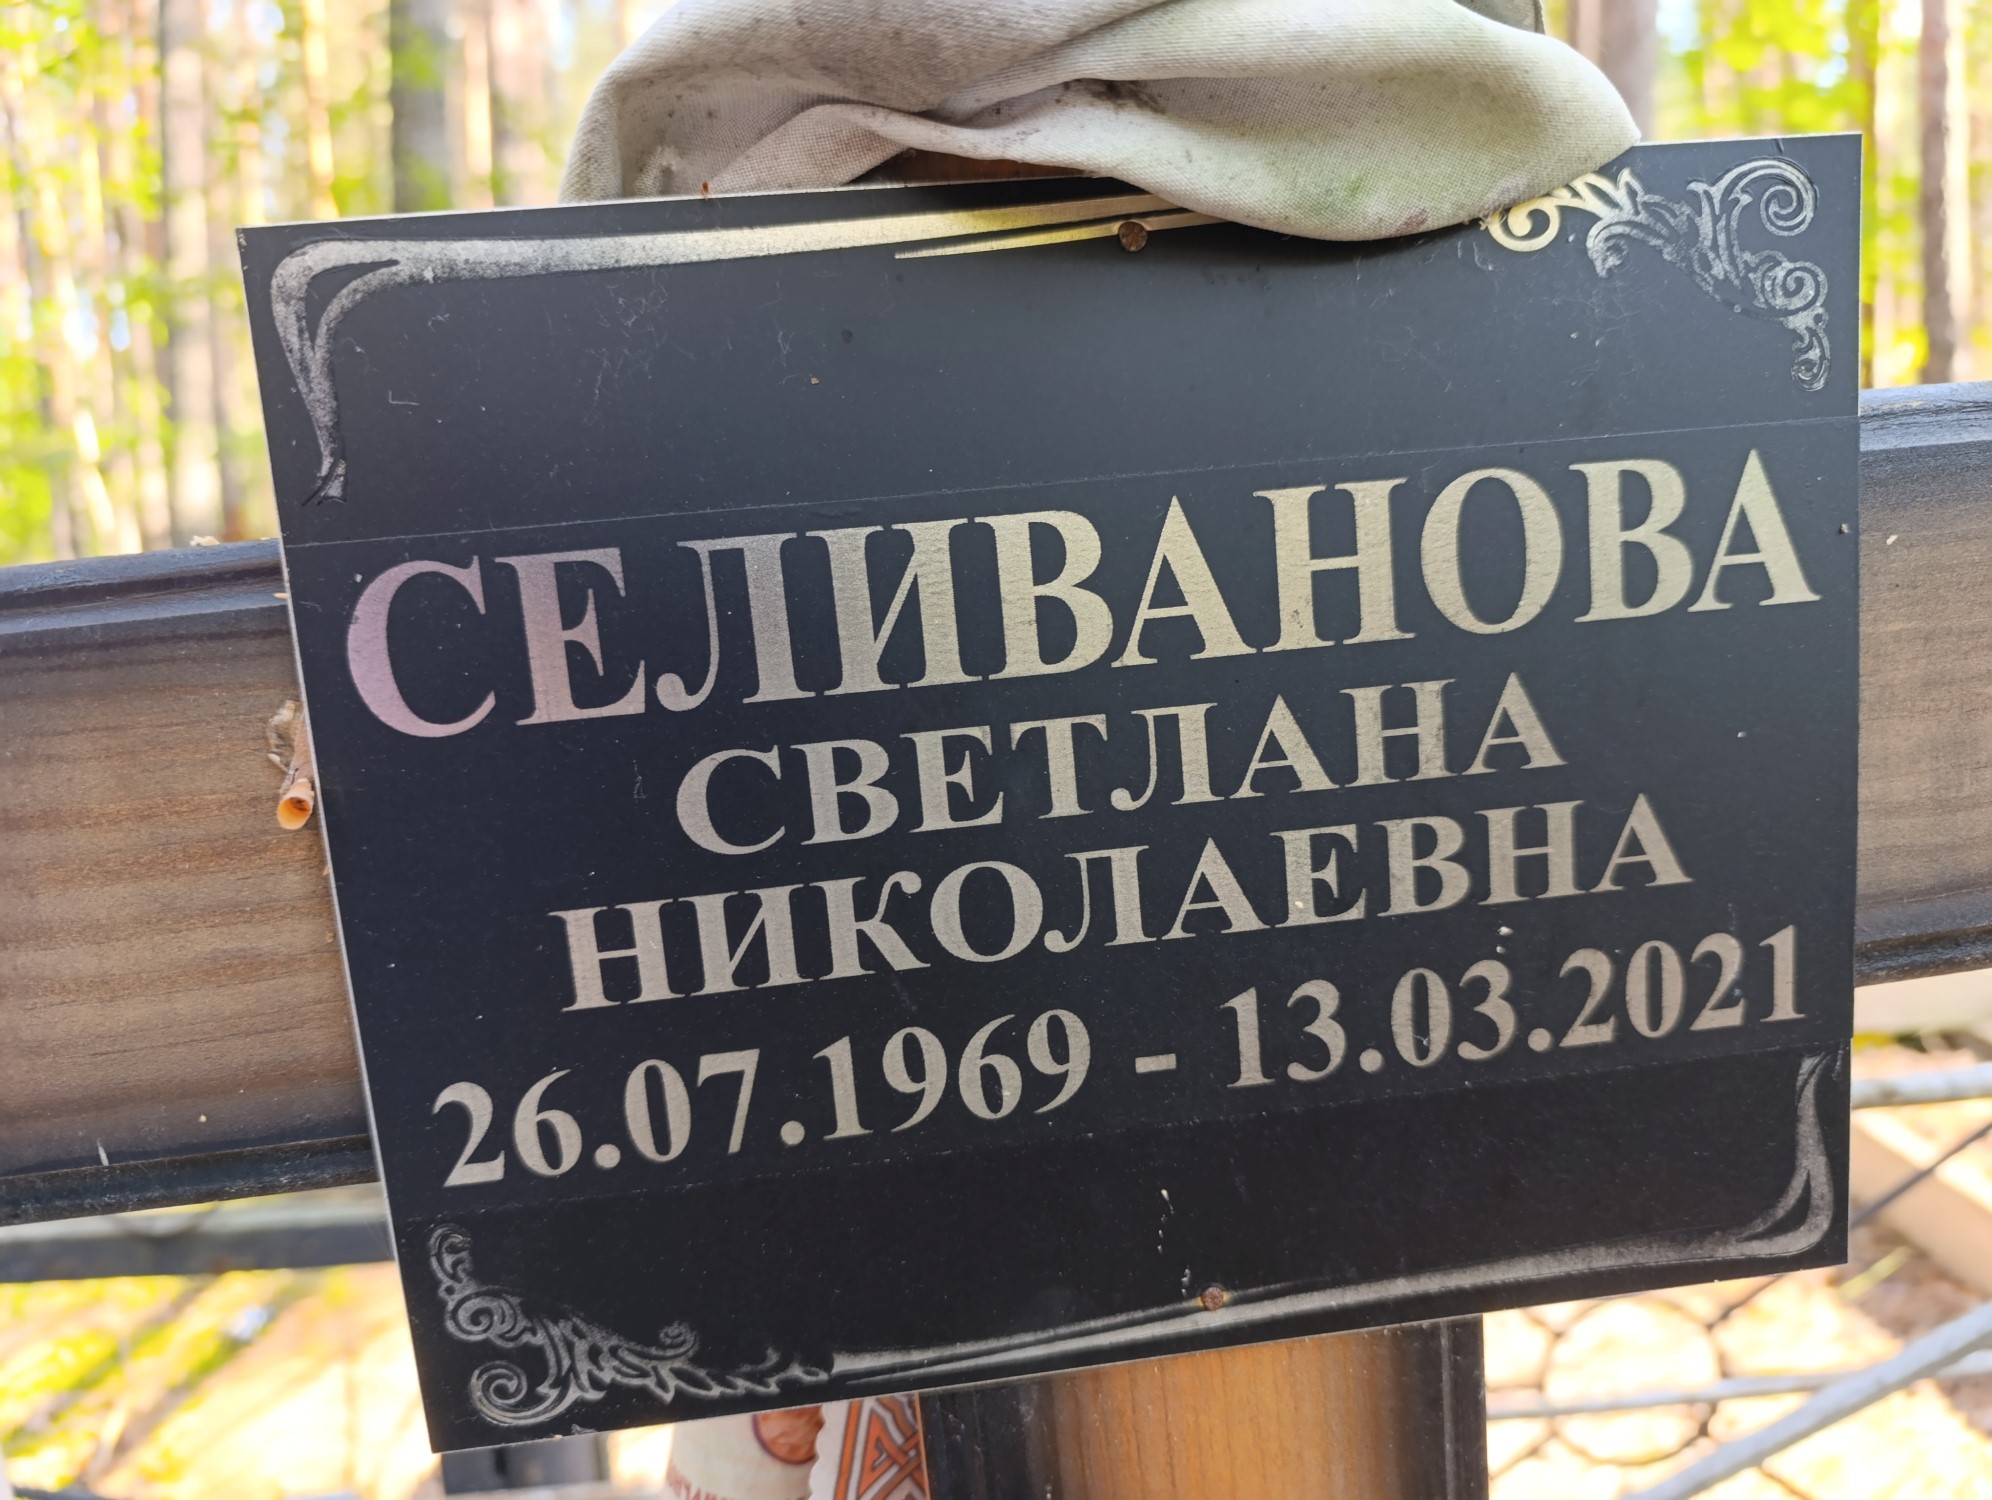 СЕЛИВАНОВА
СВЕТЛАНА
НИКОЛАЕВНА
26.07.1969 - 13.03.2021